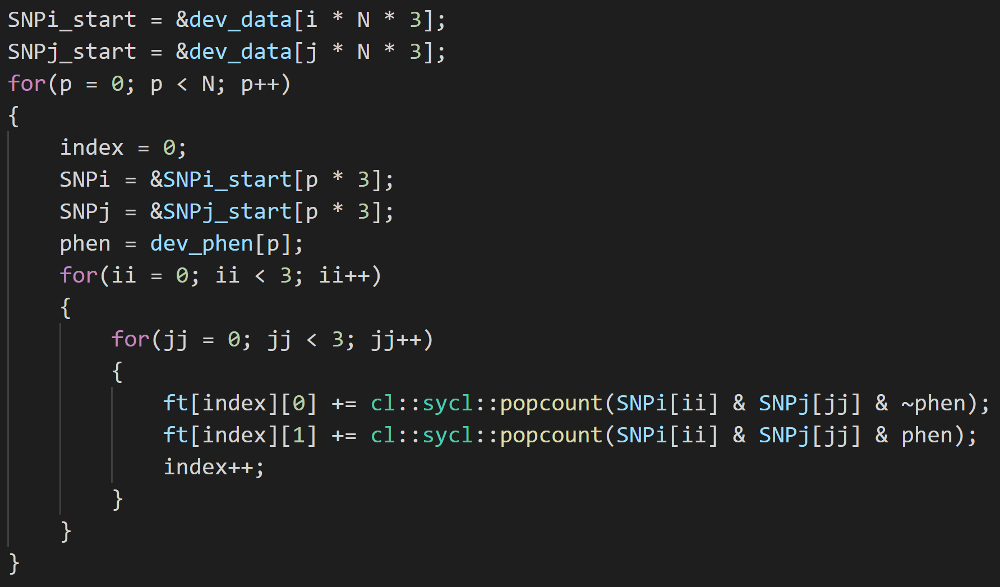 SNPi_start = &dev_data[i * N * 3];
SNPj_start = &dev_data[j * N * 3];
for(p = 0; p < N; p++)
{
    index = 0;
    SNPi = &SNPi_start[p * 3];
    SNPj = &SNPj_start[p * 3];
    phen = dev_phen[p];
    for(ii = 0; ii < 3; ii++)
    {
        for(jj = 0; jj < 3; jj++)
        {
            ft[index][0] += cl::sycl::popcount(SNPi[ii] & SNPj[jj] & ~phen);
            ft[index][1] += cl::sycl::popcount(SNPi[ii] & SNPj[jj] & phen);
            index++;
        }
    }
}